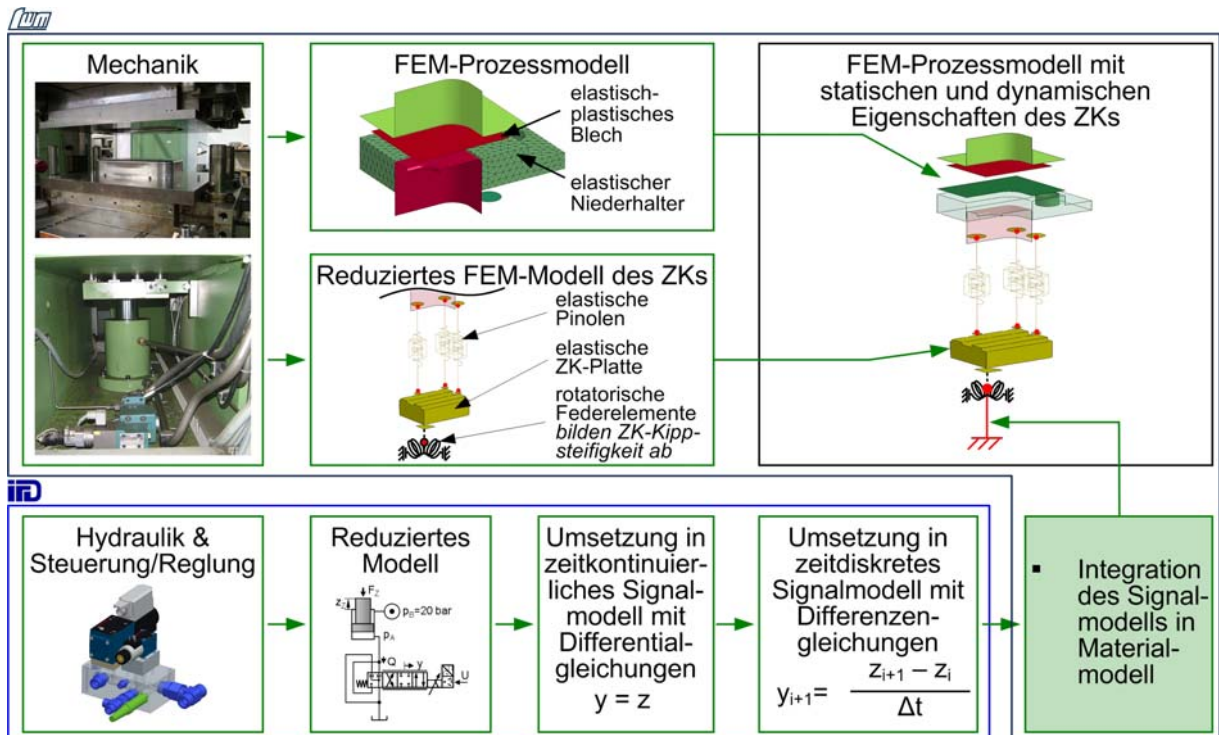 fwm
Mechanik
FEM-Prozessmodell
elastisch-
plastisches
Blech
elastischer
Niederhalter
FEM-Prozessmodell mit
statischen und dynamischen
Eigenschaften des ZKs
Reduziertes FEM-Modell des ZKs
elastische
Pinolen
elastische
ZK-Platte
rotatorische
Federelemente
bilden ZK-Kipp-
steifigkeit ab
IFD
Hydraulik &
Steuerung/Reglung
Reduziertes
Modell
F_Z
z_Z
p_B=20 bar
p_A
Q
y
U
Umsetzung in
zeitkontinuier-
liches Signal-
modell mit
Differential-
gleichungen
y = z
Umsetzung in
zeitdiskretes
Signalmodell mit
Differenzen-
gleichungen
y_{i+1}= (z_{i+1} – z_i) / Δt
▪ Integration
des Signal-
modells in
Material-
modell